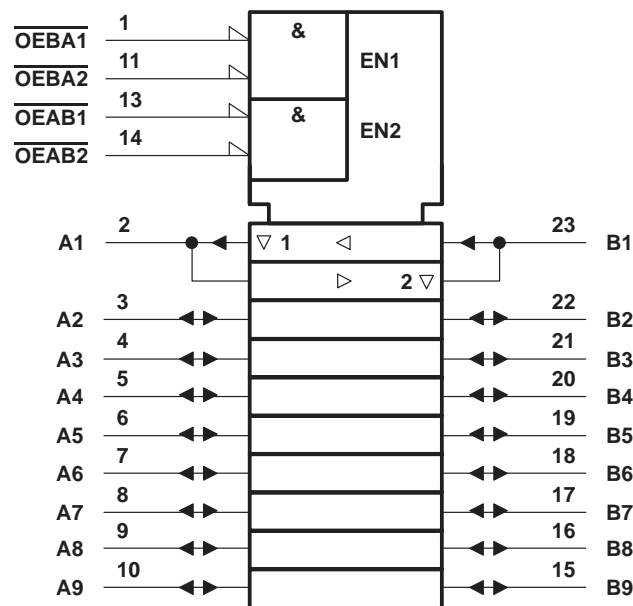 OEBA1 1 &
EN1
OEBA2 11
OEAB1 13 &
EN2
OEAB2 14
A1 2 1 23 B1
2
A2 3 22 B2
A3 4 21 B3
A4 5 20 B4
A5 6 19 B5
A6 7 18 B6
A7 8 17 B7
A8 9 16 B8
A9 10 15 B9